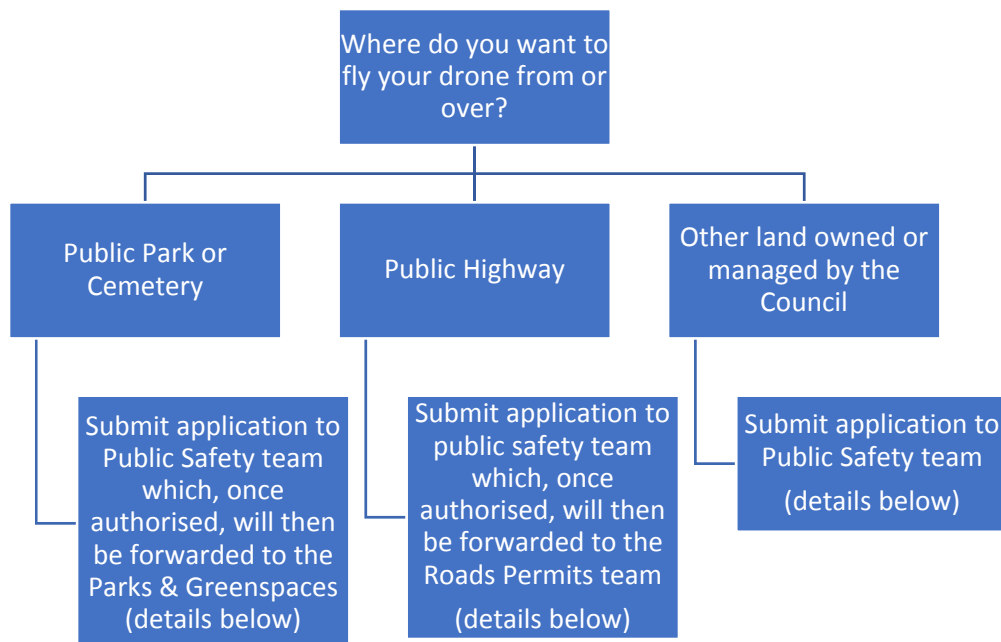 Where do you want to
fly your drone from or
over?
Public Park or
Cemetery
Public Highway
Other land owned or
managed by the
Council
Submit application to
Public Safety team
which, once
authorised, will then
be forwarded to the
Parks & Greenspaces
(details below)
Submit application to
public safety team
which, once
authorised, will then
be forwarded to the
Roads Permits team
(details below)
Submit application to
Public Safety team
(details below)